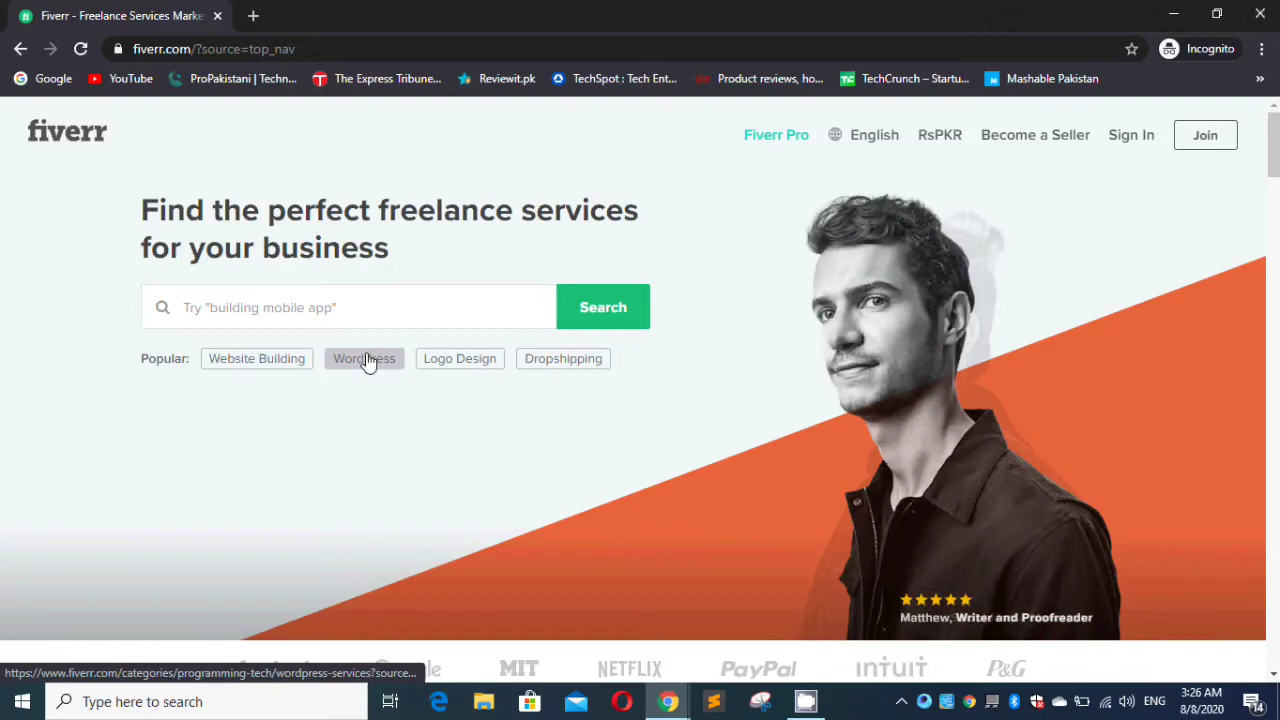 Fiverr - Freelance Services Marke
fiverr.com/?source=top_nav
Incognito
Google
YouTube
ProPakistani | Techn...
The Express Tribune...
Reviewit.pk
TechSpot : Tech Ent...
Product reviews, ho...
TechCrunch – Startu...
Mashable Pakistan
fiverr
Fiverr Pro
English
RsPKR
Become a Seller
Sign In
Join
Find the perfect freelance services
for your business
Try "building mobile app"
Search
Popular:
Website Building
WordPress
Logo Design
Dropshipping
Matthew, Writer and Proofreader
MIT
NETFLIX
PayPal
intuit
P&G
https://www.fiverr.com/categories/programming-tech/wordpress-services?source...
Type here to search
ENG
3:26 AM
8/8/2020
14